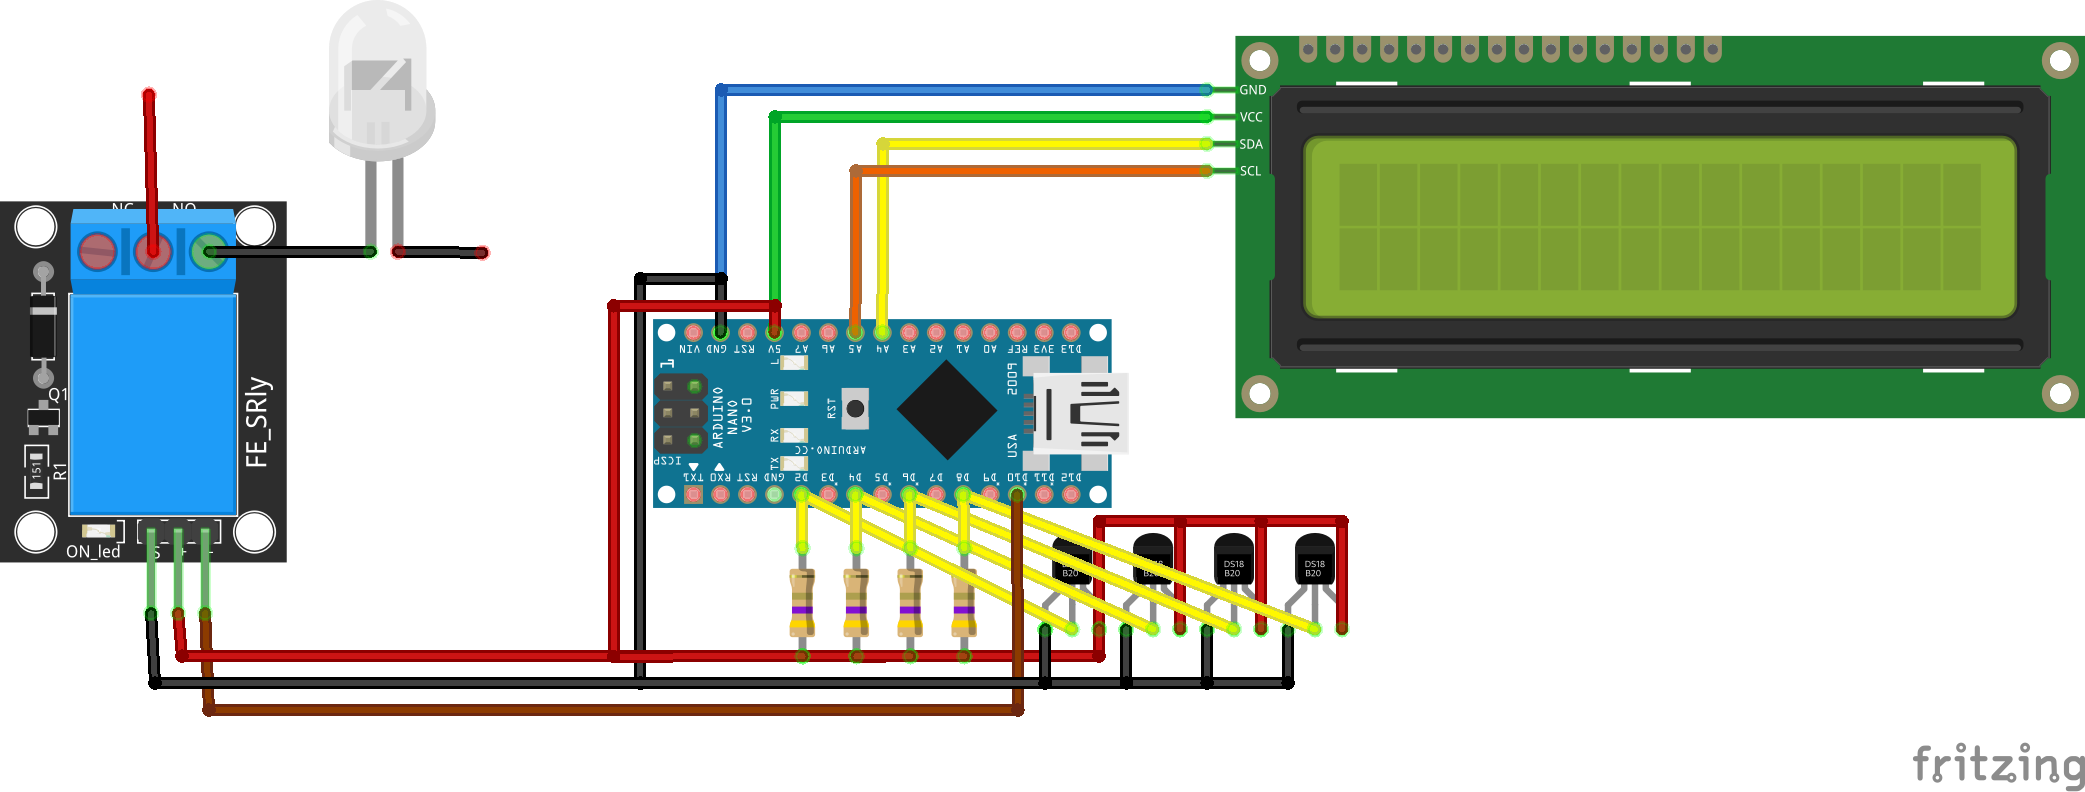 NC NO
Q1
R1
151
FE_SRly
ON_led
S + -
GND
VCC
SDA
SCL
VIN GND RST 5V A7 A6 A5 A4 A3 A2 A1 A0 REF 3V3 D13
1
L
PWR
RX
TX
RST
ARDUINO
NANO
V3.0
ARDUINO.CC
ICSP
USA
TX1 RX0 RST GND D2 D3 D4 D5 D6 D7 D8 D9 D10 D11 D12
B20
DS18
B20
DS18
B20
fritzing